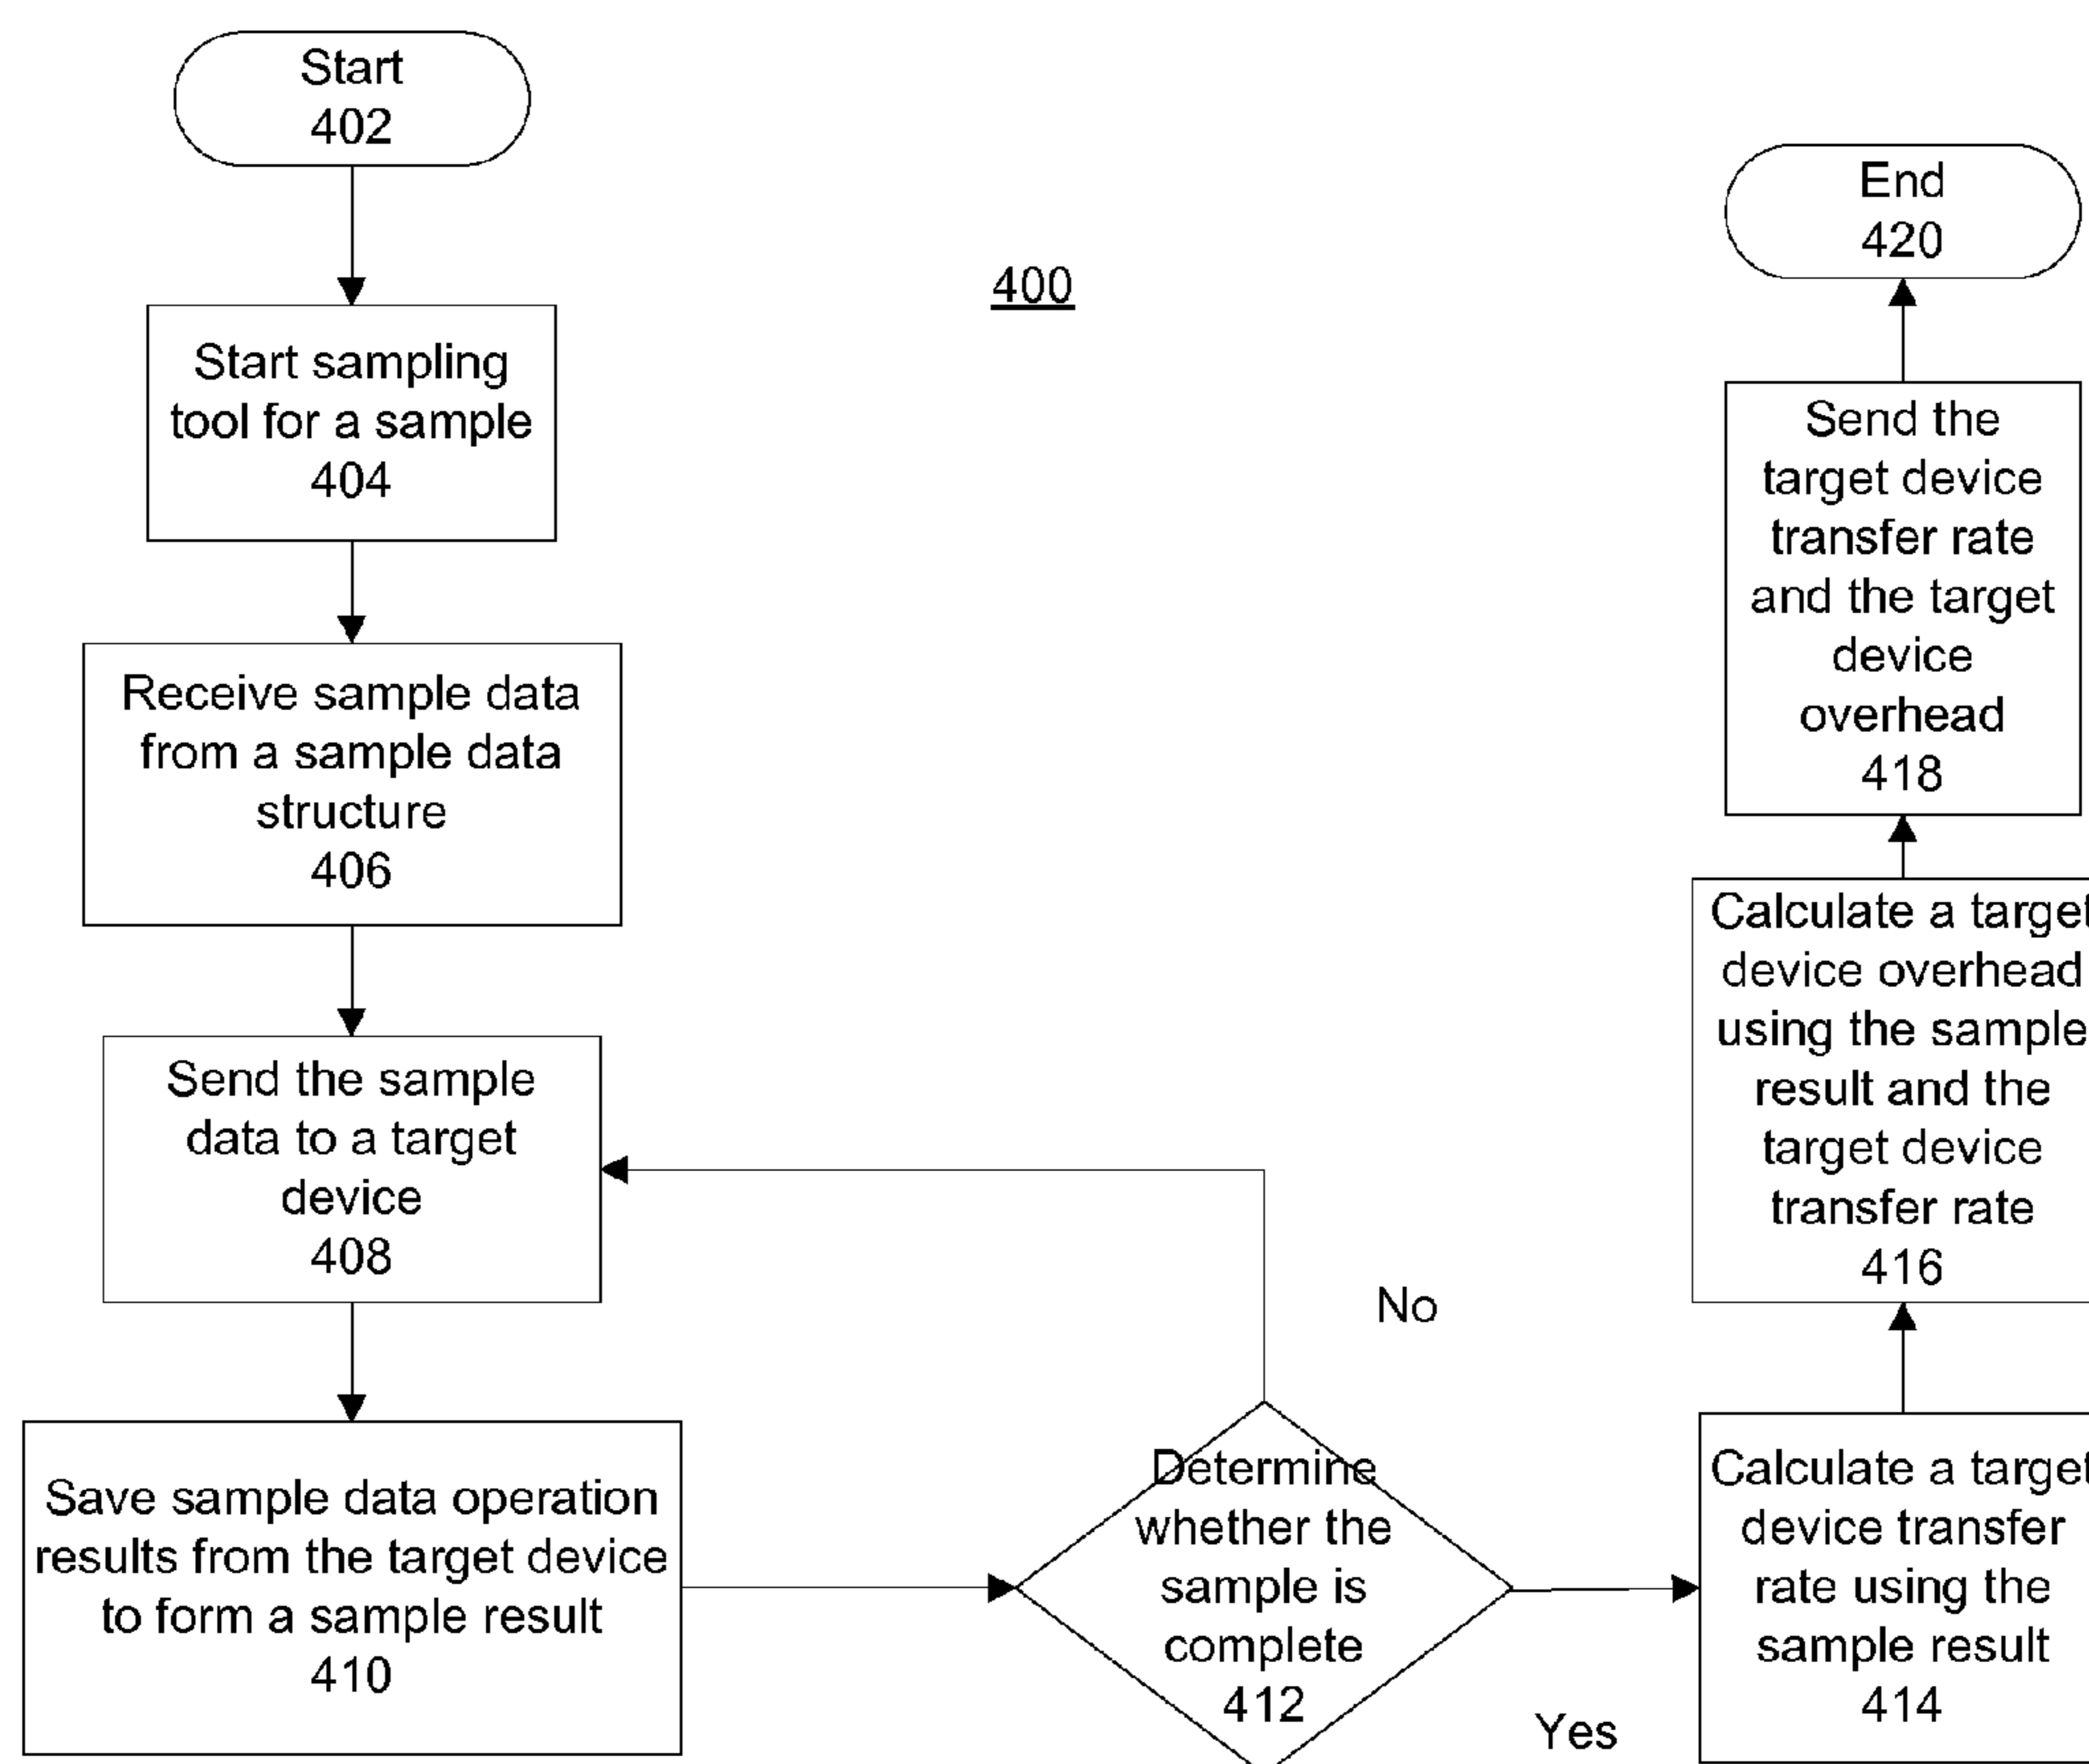 Start
402
Start sampling
tool for a sample
404
Receive sample data
from a sample data
structure
406
Send the sample
data to a target
device
408
Save sample data operation
results from the target device
to form a sample result
410
400
No
Determine
whether the
sample is
complete
412
Yes
Calculate a target
device transfer
rate using the
sample result
414
Calculate a target
device overhead
using the sample
result and the
target device
transfer rate
416
Send the
target device
transfer rate
and the target
device
overhead
418
End
420